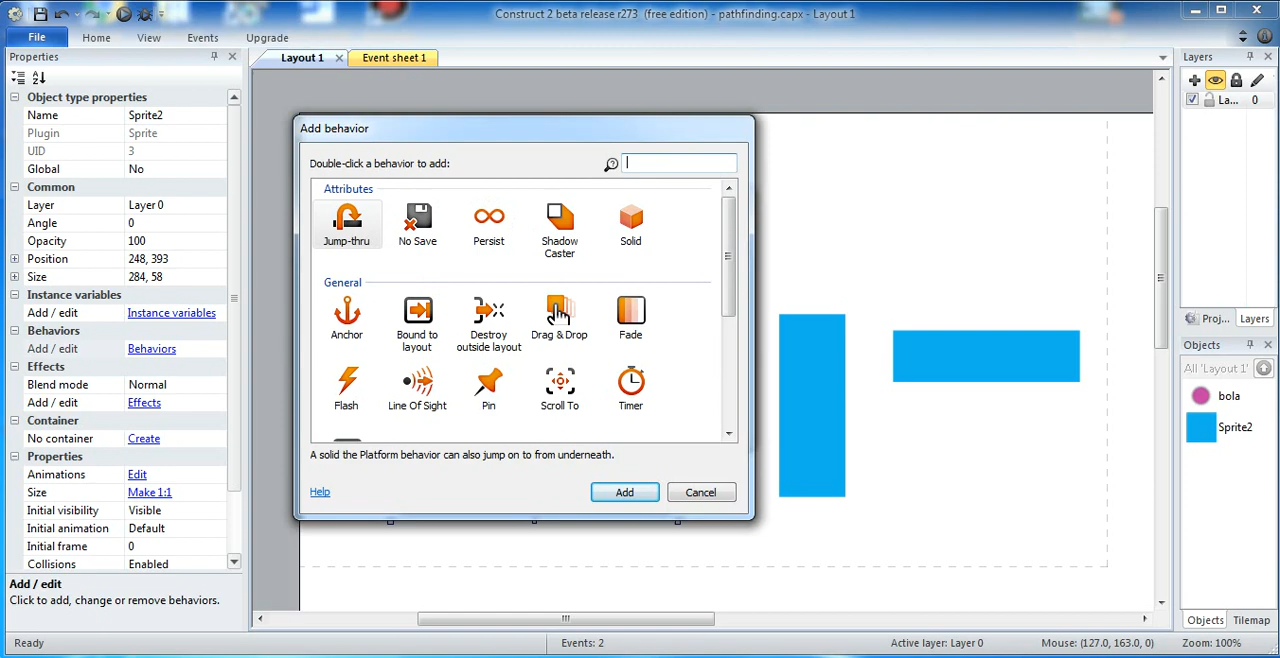 Construct 2 beta release r273 (free edition) - pathfinding.capx - Layout 1
File Home View Events Upgrade
Properties
Object type properties
Name Sprite2
Plugin Sprite
UID 3
Global No
Common
Layer Layer 0
Angle 0
Opacity 100
Position 248, 393
Size 284, 58
Instance variables
Add / edit Instance variables
Behaviors
Add / edit Behaviors
Effects
Blend mode Normal
Add / edit Effects
Container
No container Create
Properties
Animations Edit
Size Make 1:1
Initial visibility Visible
Initial animation Default
Initial frame 0
Collisions Enabled
Add / edit
Click to add, change or remove behaviors.
Layout 1 Event sheet 1
Add behavior
Double-click a behavior to add:
Attributes
Jump-thru No Save Persist Shadow Caster Solid
General
Anchor Bound to layout Destroy outside layout Drag & Drop Fade
Flash Line Of Sight Pin Scroll To Timer
A solid the Platform behavior can also jump on to from underneath.
Help Add Cancel
Layers
La... 0
Proj... Layers
Objects
All 'Layout 1'
bola
Sprite2
Objects Tilemap
Ready Events: 2 Active layer: Layer 0 Mouse: (127.0, 163.0, 0) Zoom: 100%